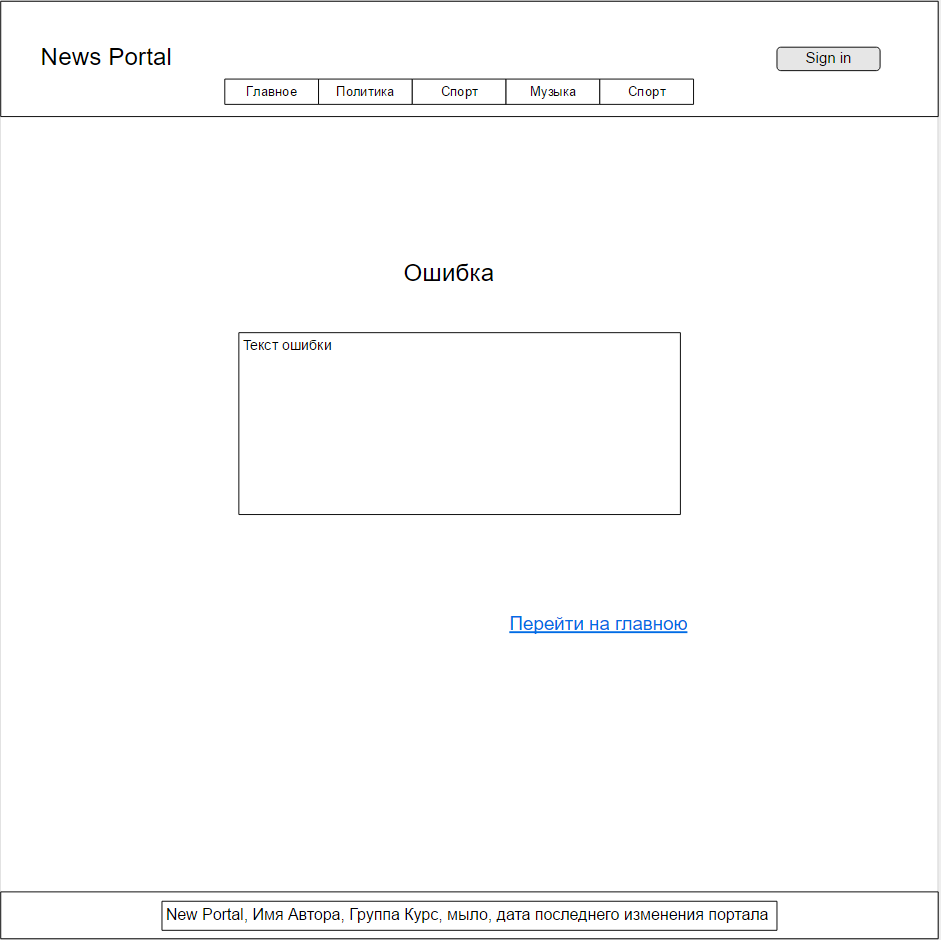 News Portal
Sign in
Главное Политика Спорт Музыка Спорт
Ошибка
Текст ошибки
Перейти на главною
New Portal, Имя Автора, Группа Курс, мыло, дата последнего изменения портала